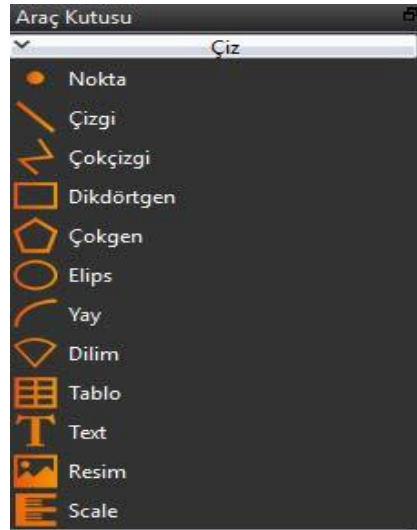 Araç Kutusu
Çiz
Nokta
Çizgi
Çokçizgi
Dikdörtgen
Çokgen
Elips
Yay
Dilim
Tablo
Text
Resim
Scale